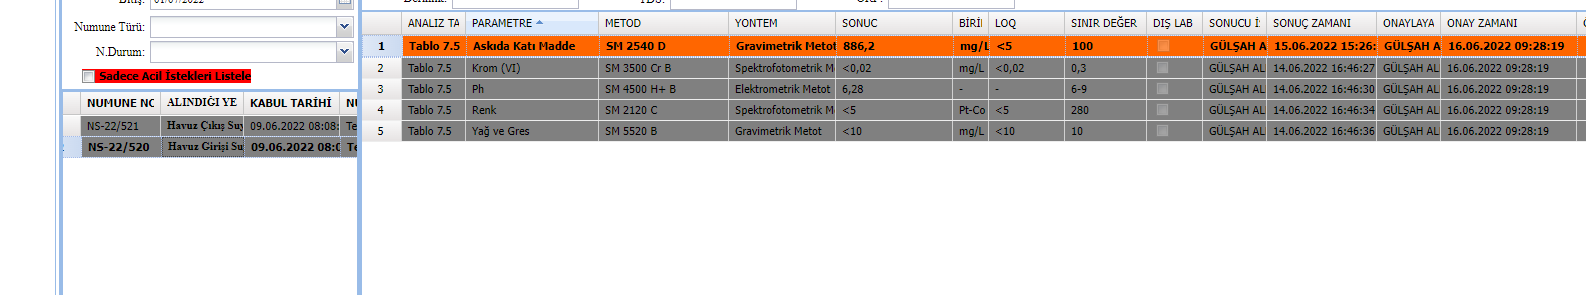 Bitiş: 01/07/2022
Numune Türü:
N.Durum:
Sadece Acil İstekleri Listele
NUMUNE NC ALINDIĞI YE KABUL TARİHİ NU
NS-22/521 Havuz Çıkış Suy 09.06.2022 08:08: Te
NS-22/520 Havuz Girişi Su 09.06.2022 08:0 Te
TDS:
ANALIZ TA PARAMETRE METOD YONTEM SONUC BİRİ LOQ SINIR DEĞER DIŞ LAB SONUCU İ SONUÇ ZAMANI ONAYLAYA ONAY ZAMANI
1 Tablo 7.5 Askıda Katı Madde SM 2540 D Gravimetrik Metot 886,2 mg/L <5 100 GÜLŞAH A 15.06.2022 15:26: GÜLŞAH A 16.06.2022 09:28:19
2 Tablo 7.5 Krom (VI) SM 3500 Cr B Spektrofotometrik M <0,02 mg/L <0,02 0,3 GÜLŞAH AL 14.06.2022 16:46:27 GÜLŞAH AL 16.06.2022 09:28:19
3 Tablo 7.5 Ph SM 4500 H+ B Elektrometrik Metot 6,28 - - 6-9 GÜLŞAH AL 14.06.2022 16:46:30 GÜLŞAH AL 16.06.2022 09:28:19
4 Tablo 7.5 Renk SM 2120 C Spektrofotometrik M <5 Pt-Co <5 280 GÜLŞAH AL 14.06.2022 16:46:34 GÜLŞAH AL 16.06.2022 09:28:19
5 Tablo 7.5 Yağ ve Gres SM 5520 B Gravimetrik Metot <10 mg/L <10 10 GÜLŞAH AL 14.06.2022 16:46:36 GÜLŞAH AL 16.06.2022 09:28:19